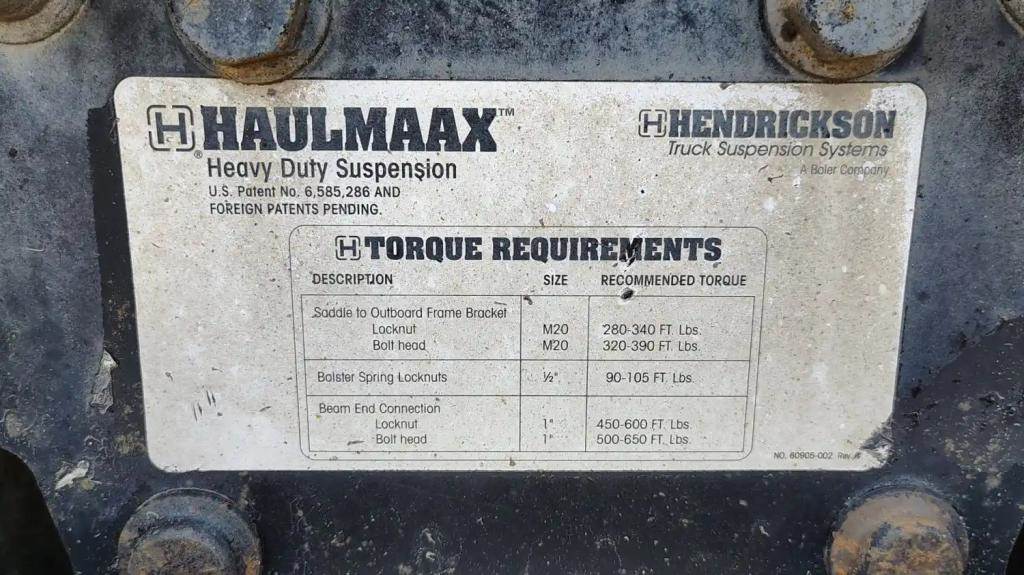 H HAULMAAX™
®
Heavy Duty Suspension
U.S. Patent No. 6,585,286 AND
FOREIGN PATENTS PENDING.
H HENDRICKSON
Truck Suspension Systems
A Boler Company
H TORQUE REQUIREMENTS
DESCRIPTION SIZE RECOMMENDED TORQUE
Saddle to Outboard Frame Bracket
Locknut M20 280-340 FT. Lbs.
Bolt head M20 320-390 FT. Lbs.
Bolster Spring Locknuts ½" 90-105 FT. Lbs.
Beam End Connection
Locknut 1" 450-600 FT. Lbs.
Bolt head 1" 500-650 FT. Lbs.
NO. 60905-002 Rev.